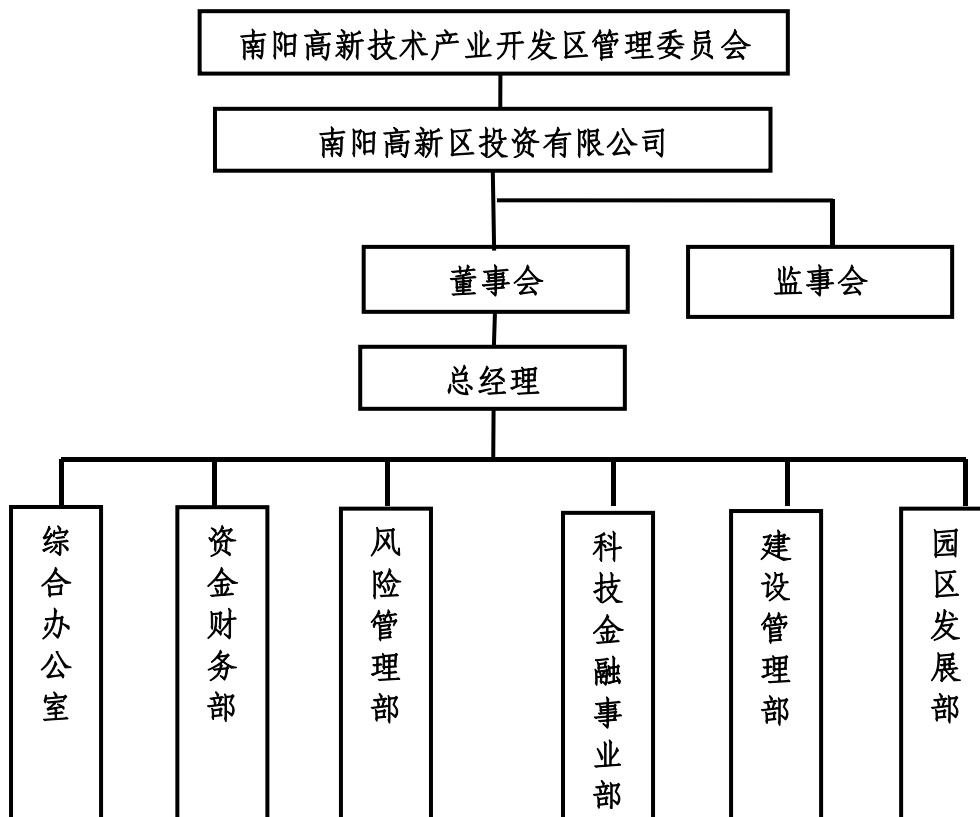 南阳高新技术产业开发区管理委员会
南阳高新区投资有限公司
董事会
监事会
总经理
综合办公室
资金财务部
风险管理部
科技金融事业部
建设管理部
园区发展部